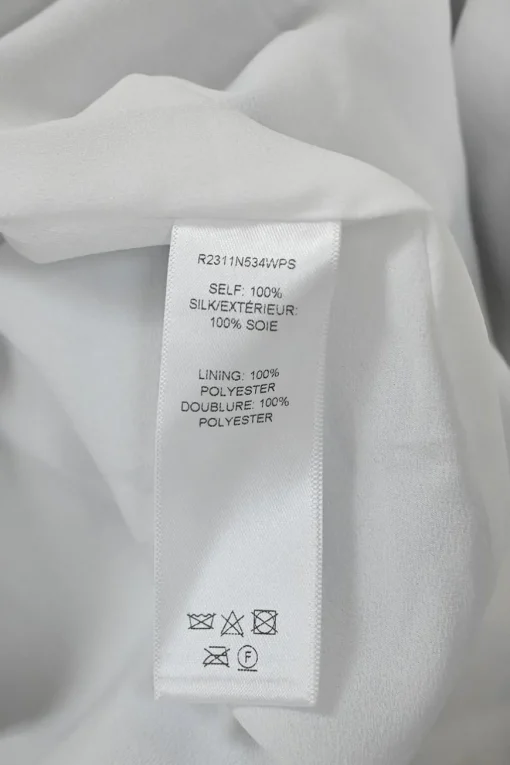 R2311N534WPS
SELF: 100%
SILK/EXTÉRIEUR:
100% SOIE
LINING: 100%
POLYESTER
DOUBLURE: 100%
POLYESTER
F